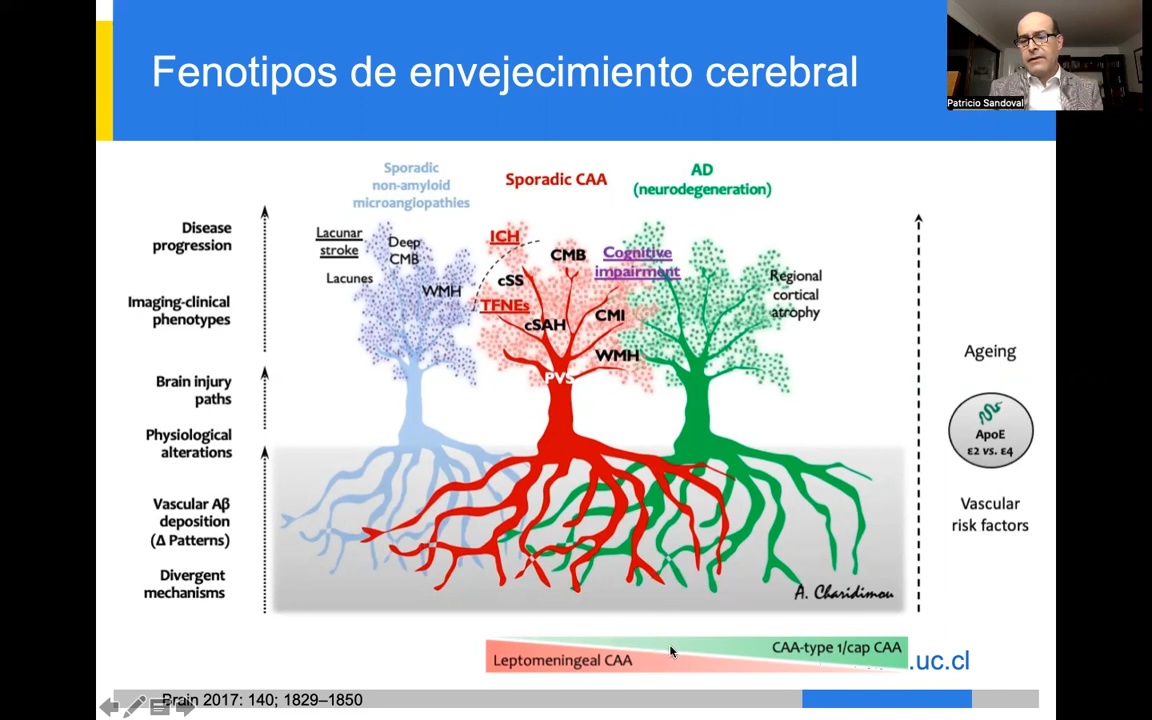 Fenotipos de envejecimiento cerebral
Patricio Sandoval
Sporadic
non-amyloid
microangiopathies
Sporadic CAA
AD
(neurodegeneration)
Disease
progression
Imaging-clinical
phenotypes
Brain injury
paths
Physiological
alterations
Vascular Aβ
deposition
(Δ Patterns)
Divergent
mechanisms
Lacunar
stroke
Deep
CMB
Lacunes
WMH
ICH
CMB
cSS
TFNEs
cSAH
CMI
WMH
PVS
Cognitive
impairment
Regional
cortical
atrophy
Ageing
ApoE
ε2 vs. ε4
Vascular
risk factors
A. Charidimou
Leptomeningeal CAA
CAA-type 1/cap CAA
.uc.cl
Brain 2017: 140; 1829–1850